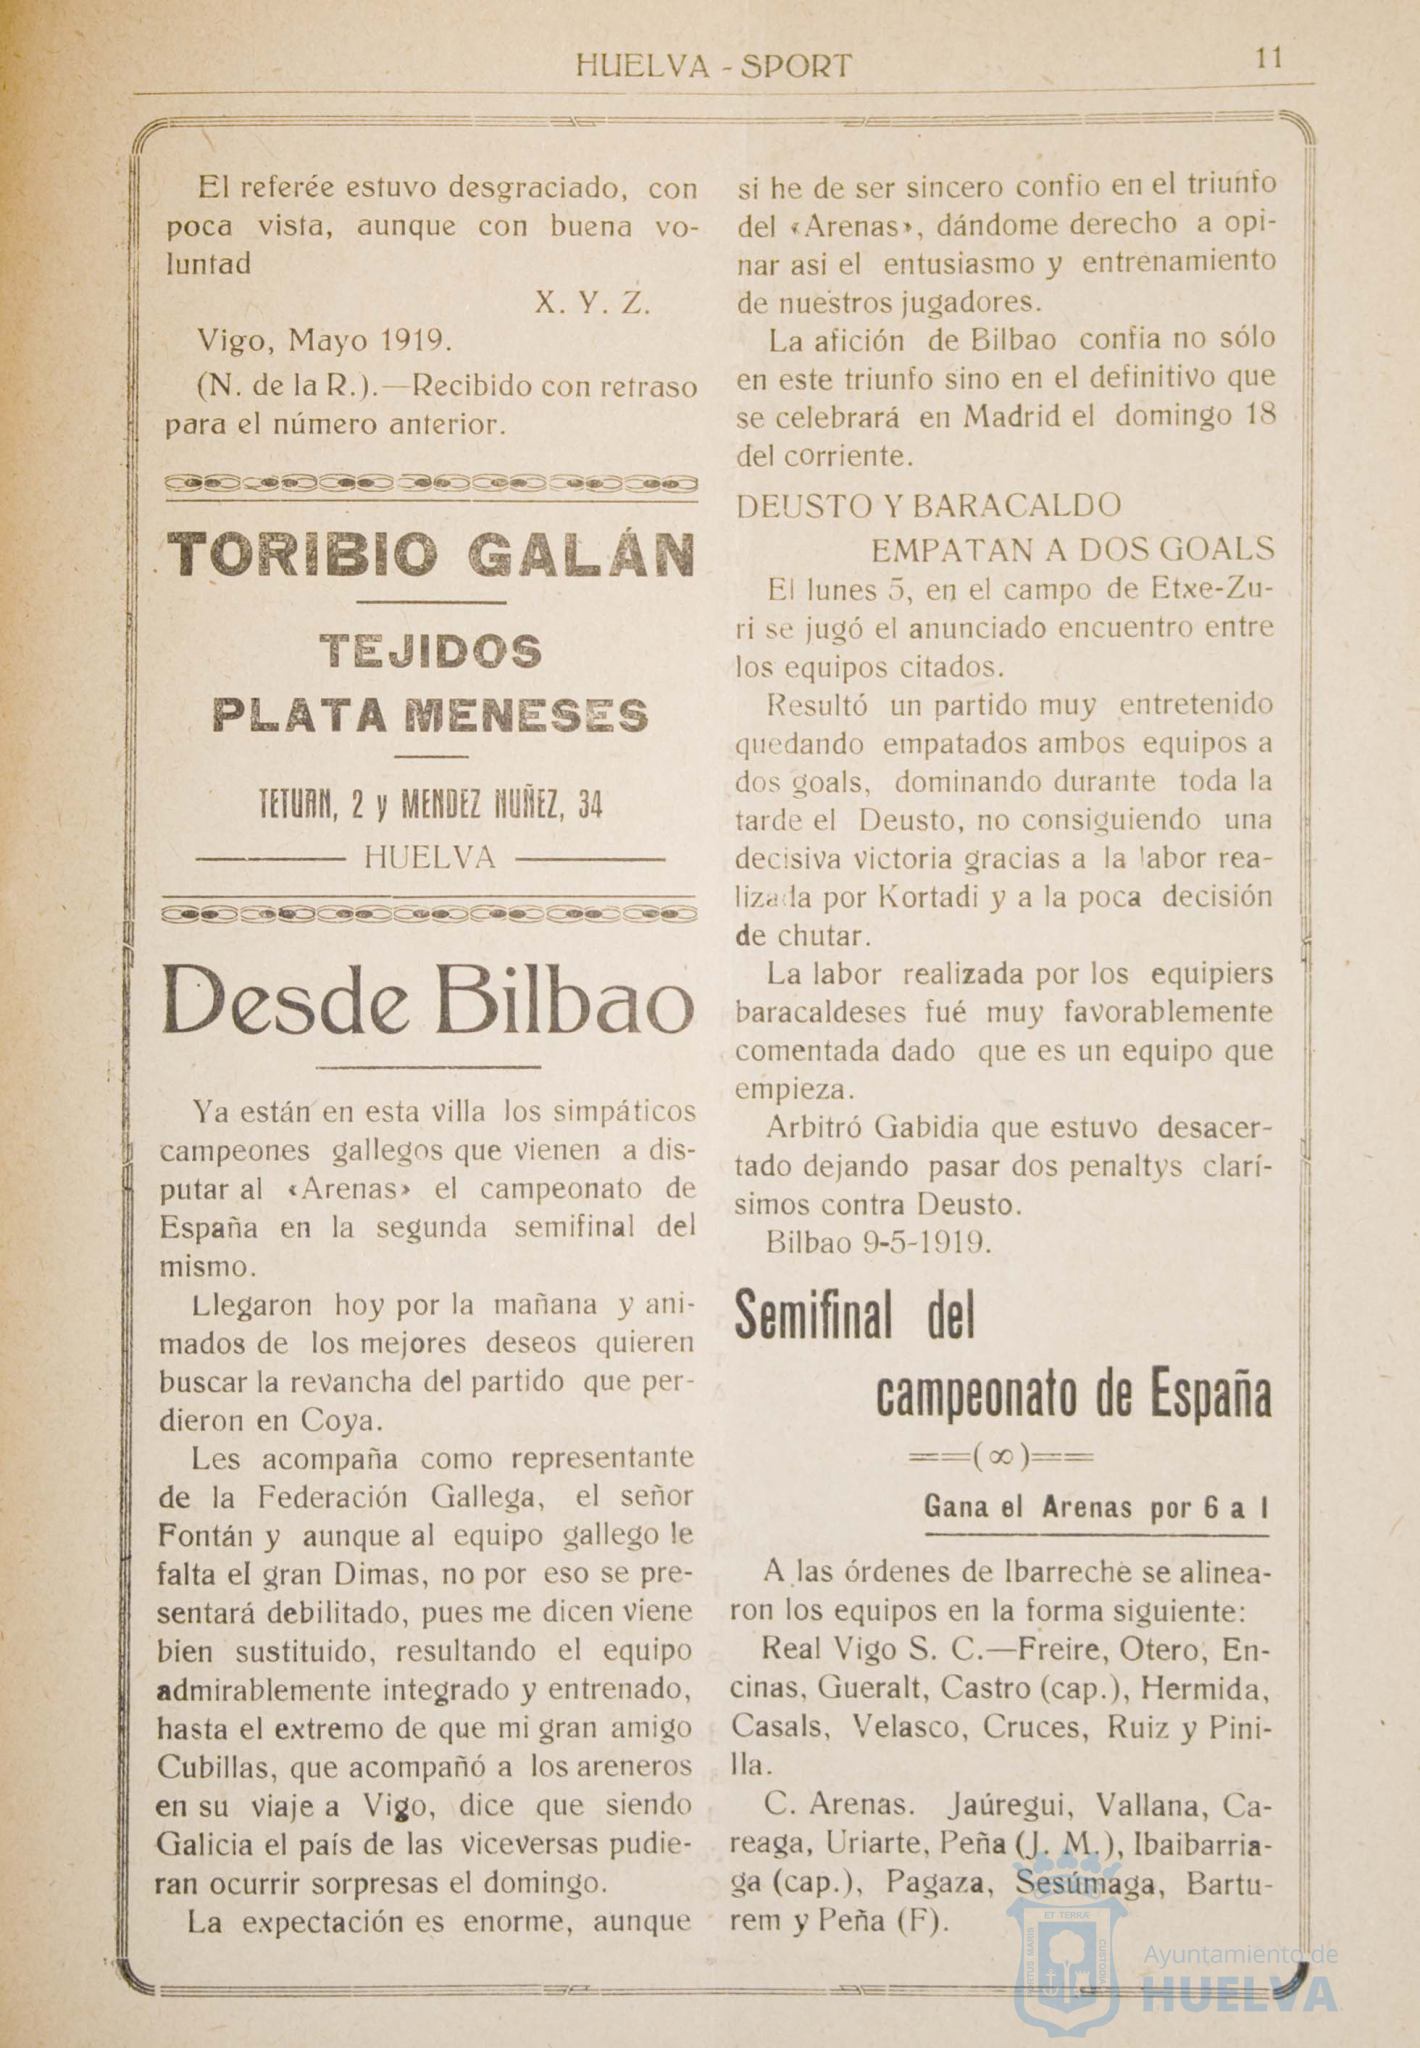 HUELVA - SPORT
11
El referée estuvo desgraciado, con
poca vista, aunque con buena vo-
luntad
X. Y. Z.
Vigo, Mayo 1919.
(N. de la R.).—Recibido con retraso
para el número anterior.
TORIBIO GALÁN
TEJIDOS
PLATA MENESES
TETUAN, 2 y MENDEZ NUÑEZ, 34
HUELVA
Desde Bilbao
Ya están en esta villa los simpáticos
campeones gallegos que vienen a dis-
putar al «Arenas» el campeonato de
España en la segunda semifinal del
mismo.
Llegaron hoy por la mañana y ani-
mados de los mejores deseos quieren
buscar la revancha del partido que per-
dieron en Coya.
Les acompaña como representante
de la Federación Gallega, el señor
Fontán y aunque al equipo gallego le
falta el gran Dimas, no por eso se pre-
sentará debilitado, pues me dicen viene
bien sustituido, resultando el equipo
admirablemente integrado y entrenado,
hasta el extremo de que mi gran amigo
Cubillas, que acompañó a los areneros
en su viaje a Vigo, dice que siendo
Galicia el país de las viceversas pudie-
ran ocurrir sorpresas el domingo.
La expectación es enorme, aunque
si he de ser sincero confio en el triunfo
del «Arenas», dándome derecho a opi-
nar asi el entusiasmo y entrenamiento
de nuestros jugadores.
La afición de Bilbao confia no sólo
en este triunfo sino en el definitivo que
se celebrará en Madrid el domingo 18
del corriente.
DEUSTO Y BARACALDO
EMPATAN A DOS GOALS
El lunes 5, en el campo de Etxe-Zu-
ri se jugó el anunciado encuentro entre
los equipos citados.
Resultó un partido muy entretenido
quedando empatados ambos equipos a
dos goals, dominando durante toda la
tarde el Deusto, no consiguiendo una
decisiva victoria gracias a la labor rea-
lizada por Kortadi y a la poca decisión
de chutar.
La labor realizada por los equipiers
baracaldeses fué muy favorablemente
comentada dado que es un equipo que
empieza.
Arbitró Gabidia que estuvo desacer-
tado dejando pasar dos penaltys clarí-
simos contra Deusto.
Bilbao 9-5-1919.
Semifinal del
campeonato de España
===(∞)===
Gana el Arenas por 6 a 1
A las órdenes de Ibarreche se alinea-
ron los equipos en la forma siguiente:
Real Vigo S. C.—Freire, Otero, En-
cinas, Gueralt, Castro (cap.), Hermida,
Casals, Velasco, Cruces, Ruiz y Pini-
lla.
C. Arenas. Jaúregui, Vallana, Ca-
reaga, Uriarte, Peña (J. M.), Ibaibarria-
ga (cap.), Pagaza, Sesúmaga, Bartu-
rem y Peña (F).
PORTUS MARIS
ET TERRÆ
CUSTODIA
Ayuntamiento de
HUELVA